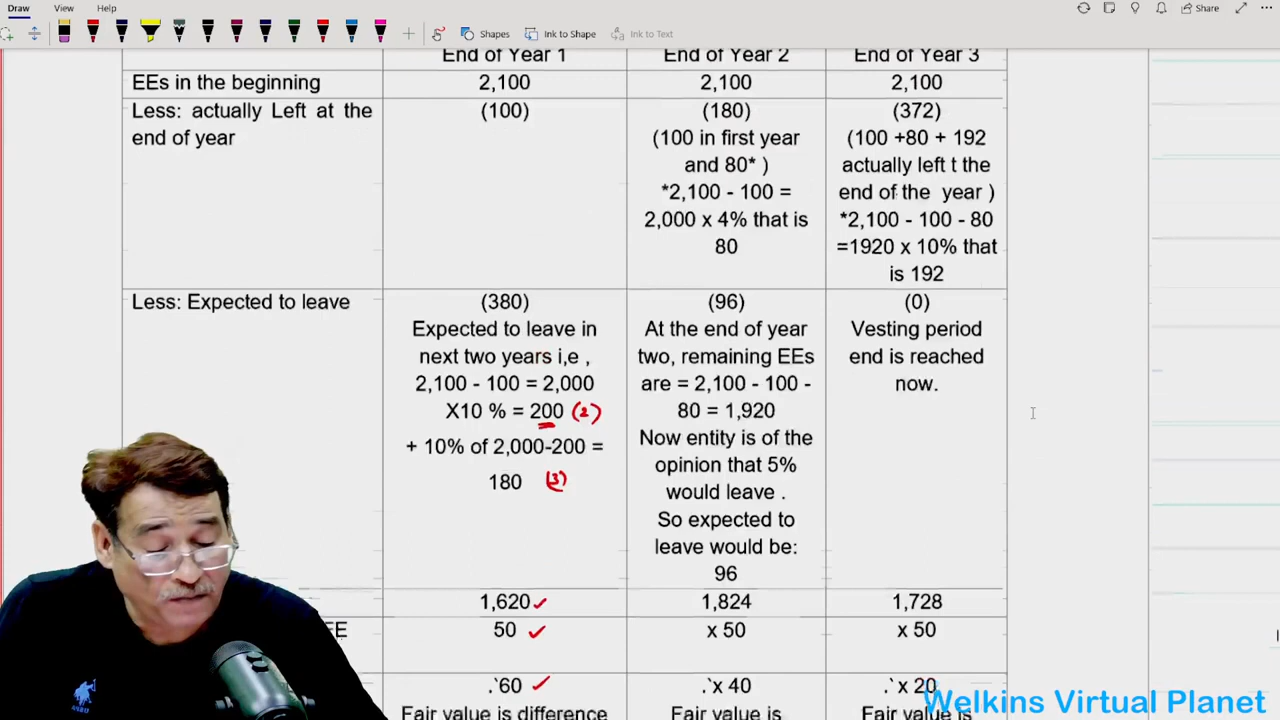 Draw View Help
Share
Shapes Ink to Shape Ink to Text
End of Year 1 End of Year 2 End of Year 3
EEs in the beginning 2,100 2,100 2,100
Less: actually Left at the end of year
(100)
(180)
(100 in first year
and 80* )
*2,100 - 100 =
2,000 x 4% that is
80
(372)
(100 +80 + 192
actually left t the
end of the year )
*2,100 - 100 - 80
=1920 x 10% that
is 192
Less: Expected to leave
(380)
Expected to leave in
next two years i,e ,
2,100 - 100 = 2,000
X10 % = 200 (2)
+ 10% of 2,000-200 =
180 (3)
(96)
At the end of year
two, remaining EEs
are = 2,100 - 100 -
80 = 1,920
Now entity is of the
opinion that 5%
would leave .
So expected to
leave would be:
96
(0)
Vesting period
end is reached
now.
1,620 1,824 1,728
EE 50 x 50 x 50
.`60 .`x 40 .`x 20
Fair value is difference Fair value is Fair value is
Welkins Virtual Planet